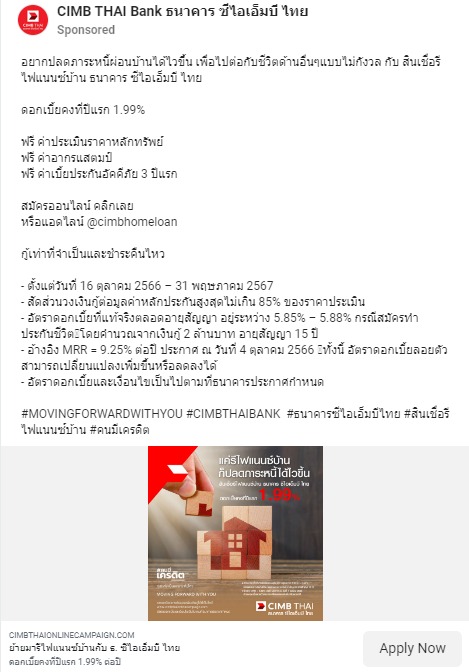 CIMB THAI Bank ธนาคาร ซีไอเอ็มบี ไทย
Sponsored
อยากปลดภาระหนี้ผ่อนบ้านได้ไวขึ้น เพื่อไปต่อกับชีวิตด้านอื่นๆแบบไม่กังวล กับ สินเชื่อรี
ไฟแนนซ์บ้าน ธนาคาร ซีไอเอ็มบี ไทย
ดอกเบี้ยคงที่ปีแรก 1.99%
ฟรี ค่าประเมินราคาหลักทรัพย์
ฟรี ค่าอากรแสตมป์
ฟรี ค่าเบี้ยประกันอัคคีภัย 3 ปีแรก
สมัครออนไลน์ คลิกเลย
หรือแอดไลน์ @cimbhomeloan
กู้เท่าที่จำเป็นและชำระคืนไหว
- ตั้งแต่วันที่ 16 ตุลาคม 2566 – 31 พฤษภาคม 2567
- สัดส่วนวงเงินกู้ต่อมูลค่าหลักประกันสูงสุดไม่เกิน 85% ของราคาประเมิน
- อัตราดอกเบี้ยที่แท้จริงตลอดอายุสัญญา อยู่ระหว่าง 5.85% – 5.88% กรณีสมัครทำ
ประกันชีวิตโดยคำนวณจากเงินกู้ 2 ล้านบาท อายุสัญญา 15 ปี
- อ้างอิง MRR = 9.25% ต่อปี ประกาศ ณ วันที่ 4 ตุลาคม 2566 ทั้งนี้ อัตราดอกเบี้ยลอยตัว
สามารถเปลี่ยนแปลงเพิ่มขึ้นหรือลดลงได้
- อัตราดอกเบี้ยและเงื่อนไขเป็นไปตามที่ธนาคารประกาศกำหนด
#MOVINGFORWARDWITHYOU #CIMBTHAIBANK #ธนาคารซีไอเอ็มบีไทย #สินเชื่อรี
ไฟแนนซ์บ้าน #คนมีเครดิต
แค่รีไฟแนนซ์บ้าน
ก็ปลดภาระหนี้ได้ไวขึ้น
สินเชื่อรีไฟแนนซ์บ้าน ธนาคาร ซีไอเอ็มบี ไทย
1.99%
เครดิต
MOVING FORWARD WITH YOU
CIMB THAI
ธนาคาร ซีไอเอ็มบี ไทย
CIMBTHAIONLINECAMPAIGN.COM
ย้ายมารีไฟแนนซ์บ้านกับ ธ. ซีไอเอ็มบี ไทย
ดอกเบี้ยคงที่ปีแรก 1.99% ต่อปี
Apply Now